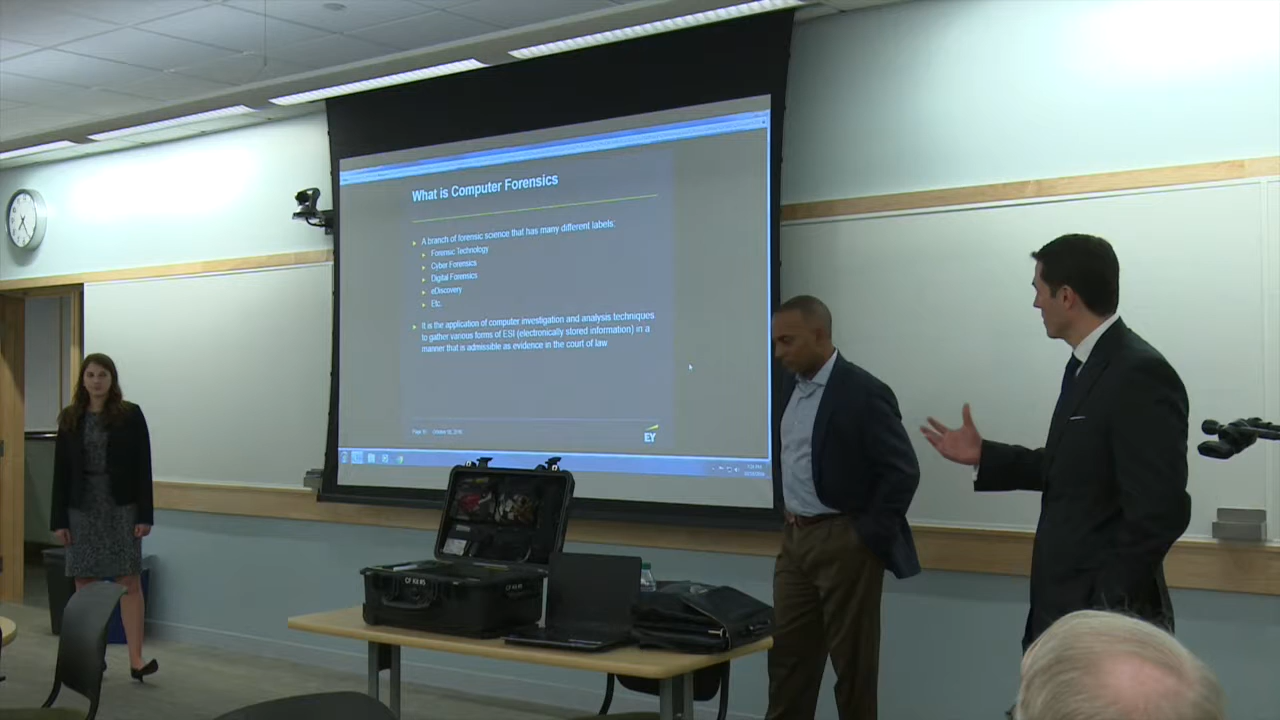 What is Computer Forensics
A branch of forensic science that has many different labels:
Forensic Technology
Cyber Forensics
Digital Forensics
eDiscovery
Etc.
It is the application of computer investigation and analysis techniques
to gather various forms of ESI (electronically stored information) in a
manner that is admissible as evidence in the court of law
EY